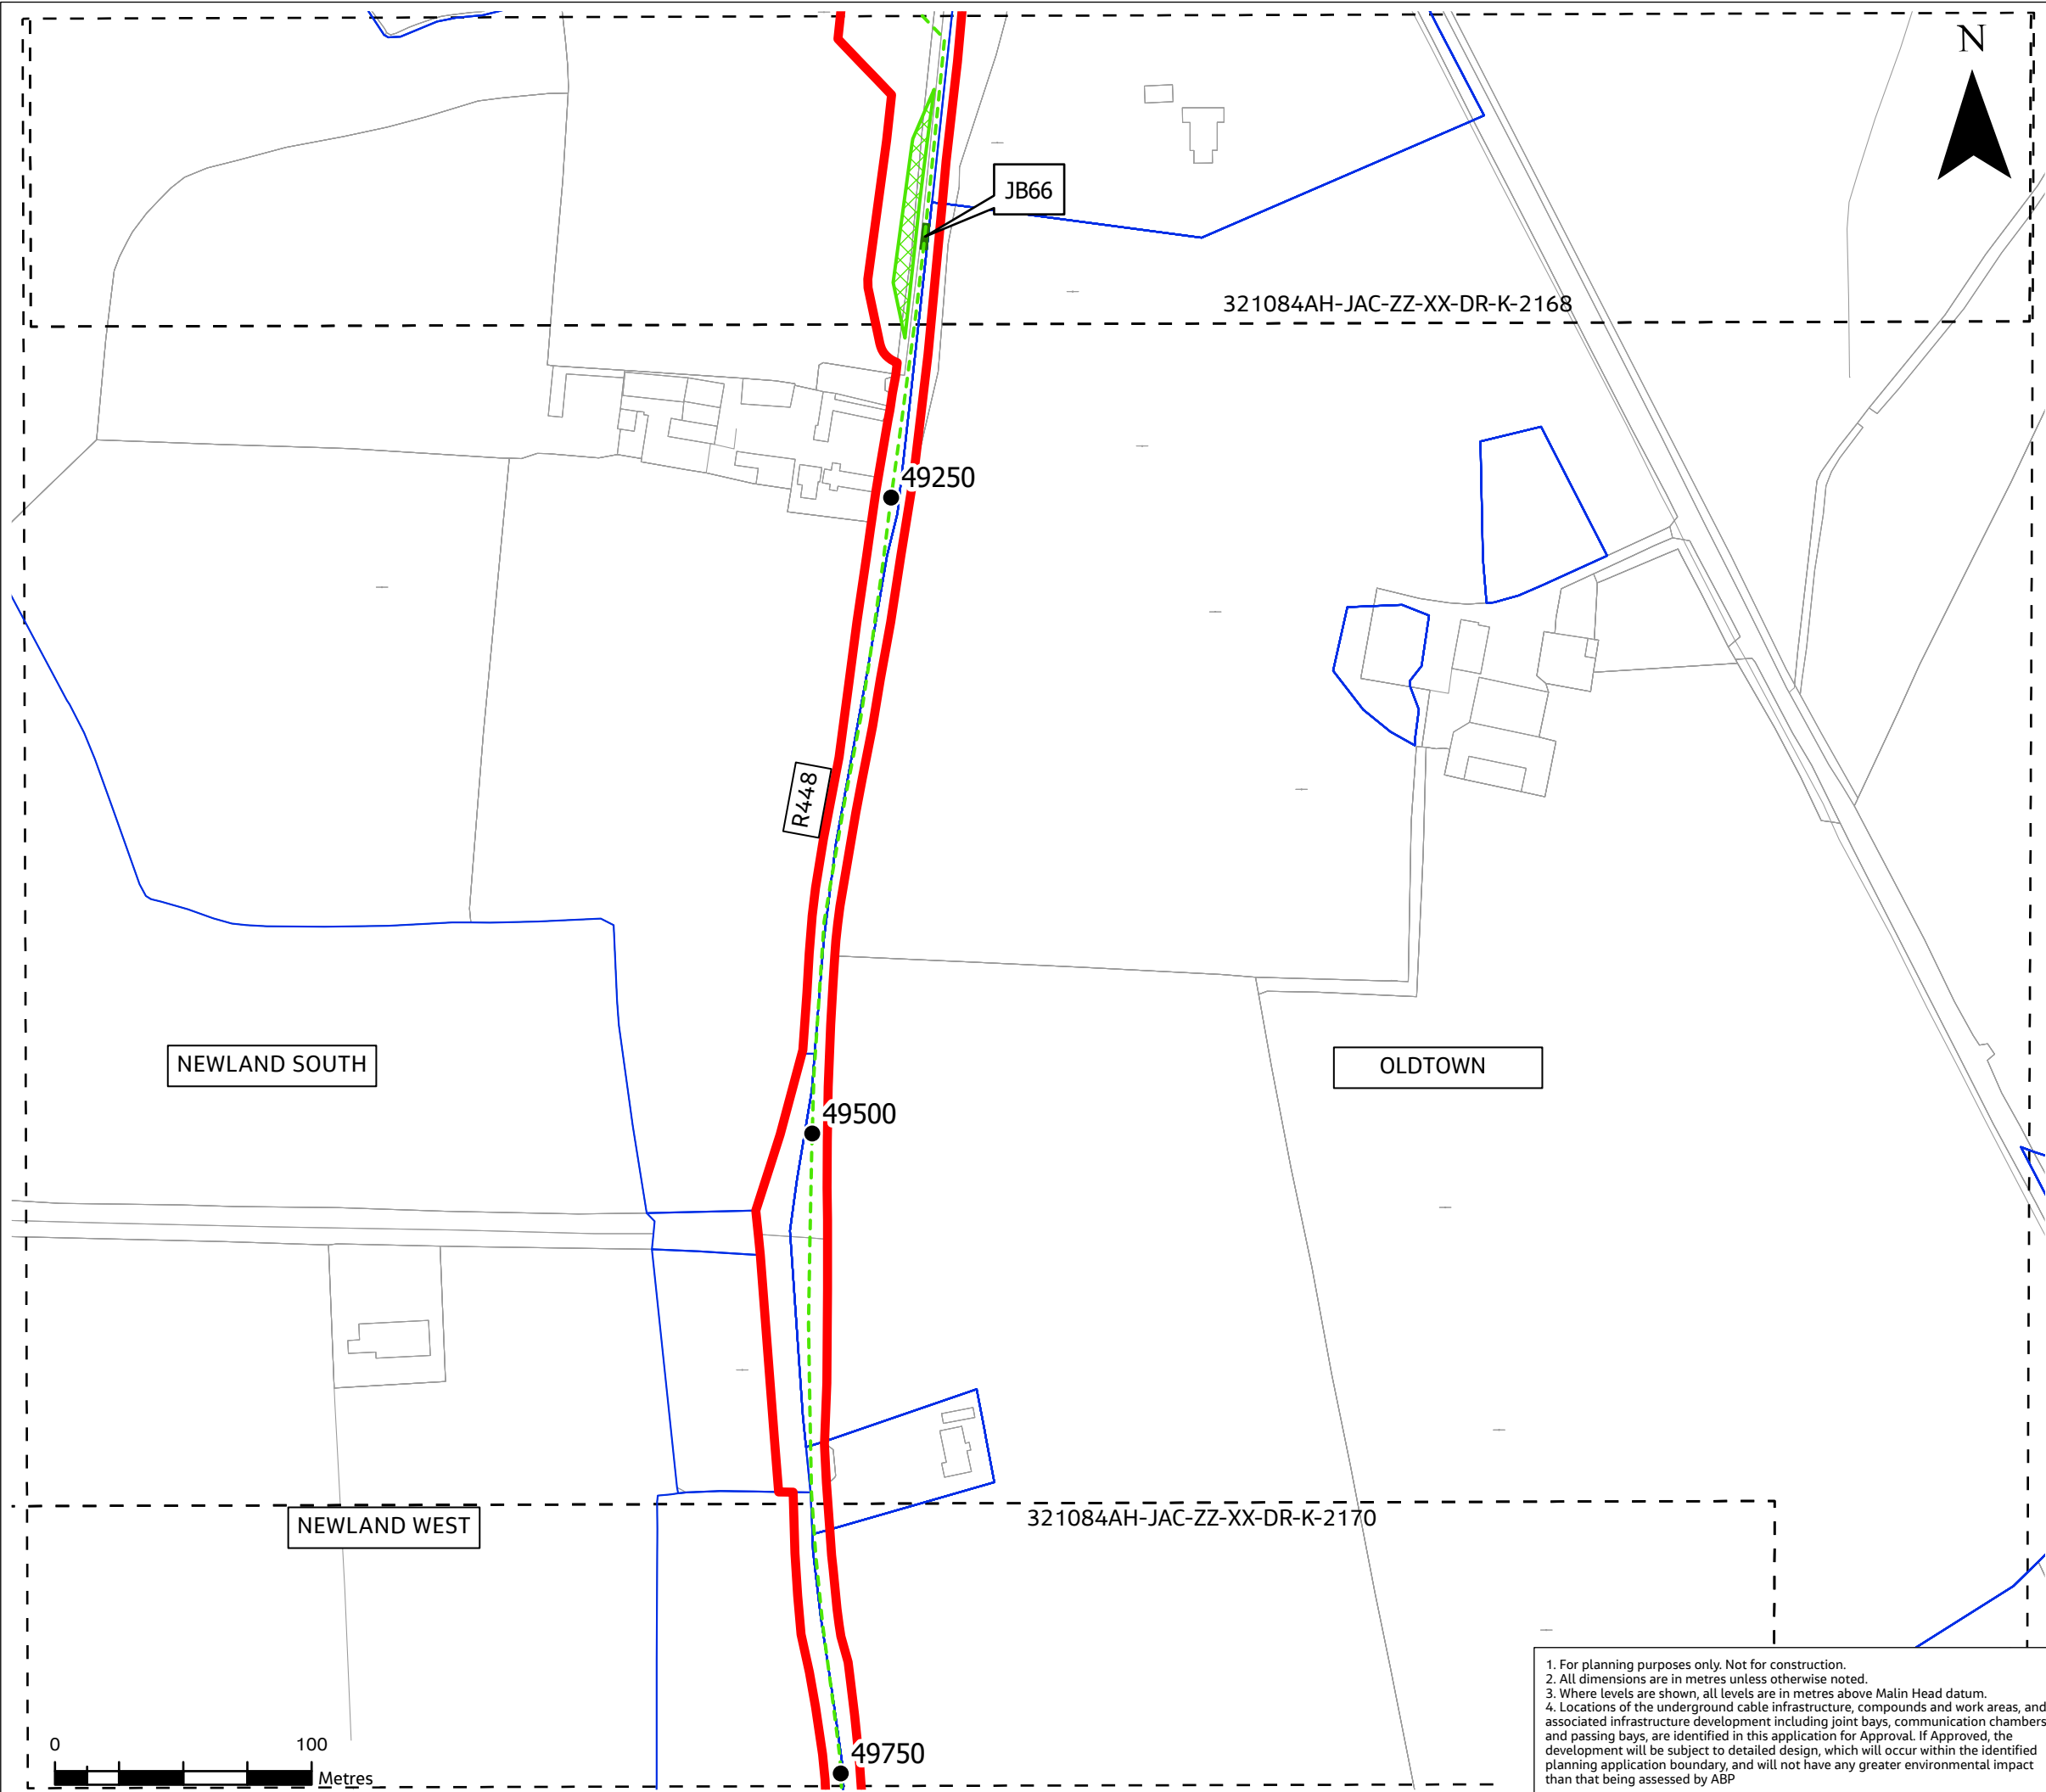 N
JB66
321084AH-JAC-ZZ-XX-DR-K-2168
49250
R448
NEWLAND SOUTH
OLDTOWN
49500
NEWLAND WEST
321084AH-JAC-ZZ-XX-DR-K-2170
49750
0 100
Metres
1. For planning purposes only. Not for construction.
2. All dimensions are in metres unless otherwise noted.
3. Where levels are shown, all levels are in metres above Malin Head datum.
4. Locations of the underground cable infrastructure, compounds and work areas, and
associated infrastructure development including joint bays, communication chambers
and passing bays, are identified in this application for Approval. If Approved, the
development will be subject to detailed design, which will occur within the identified
planning application boundary, and will not have any greater environmental impact
than that being assessed by ABP